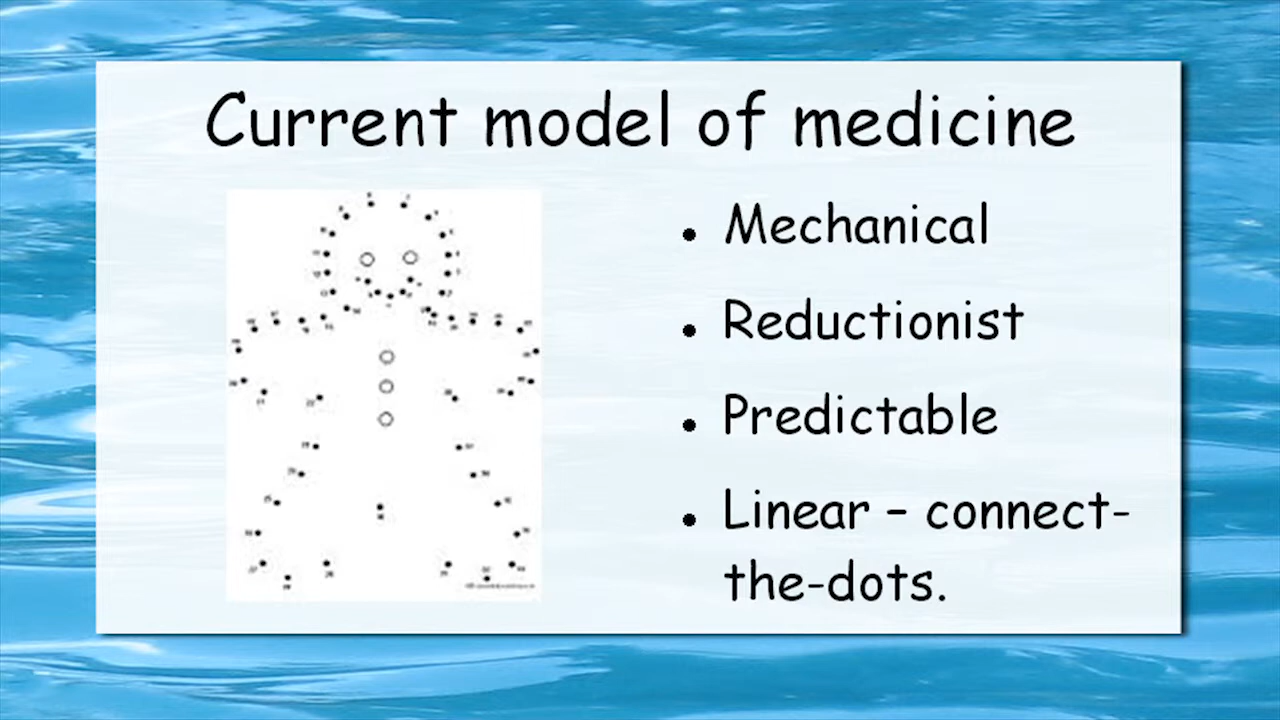 Current model of medicine
Mechanical
Reductionist
Predictable
Linear – connect-
the-dots.